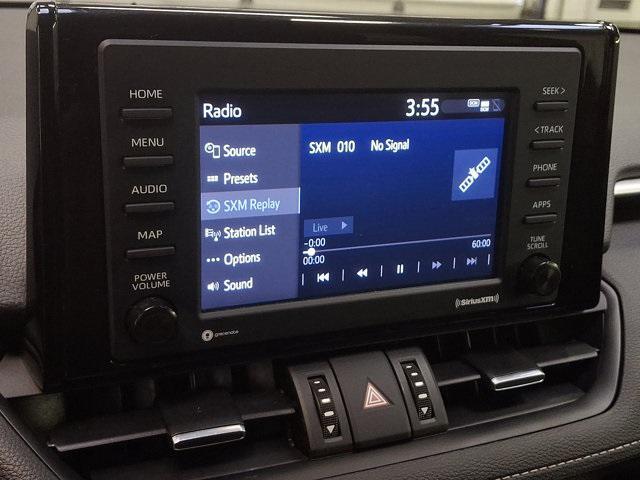 HOME
MENU
AUDIO
MAP
POWER
VOLUME
Radio
3:55
Source
Presets
SXM Replay
Station List
Options
Sound
SXM 010 No Signal
Live
-0:00 60:00
00:00
SEEK >
< TRACK
PHONE
APPS
TUNE
SCROLL
gracenote
((SiriusXM))